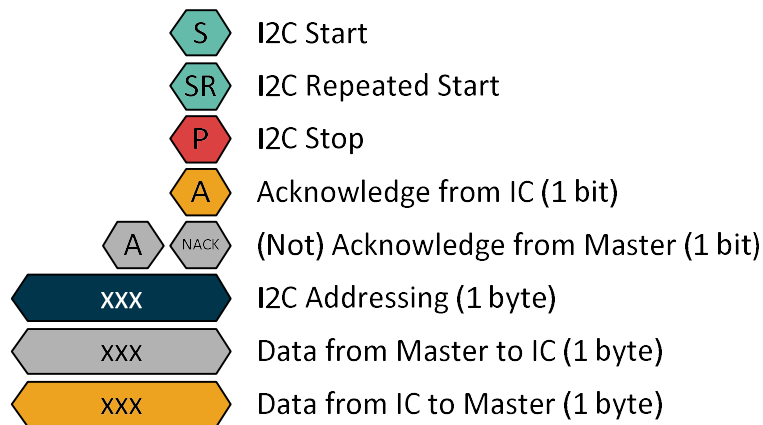 S I2C Start
SR I2C Repeated Start
P I2C Stop
A Acknowledge from IC (1 bit)
A NACK (Not) Acknowledge from Master (1 bit)
xxx I2C Addressing (1 byte)
xxx Data from Master to IC (1 byte)
xxx Data from IC to Master (1 byte)